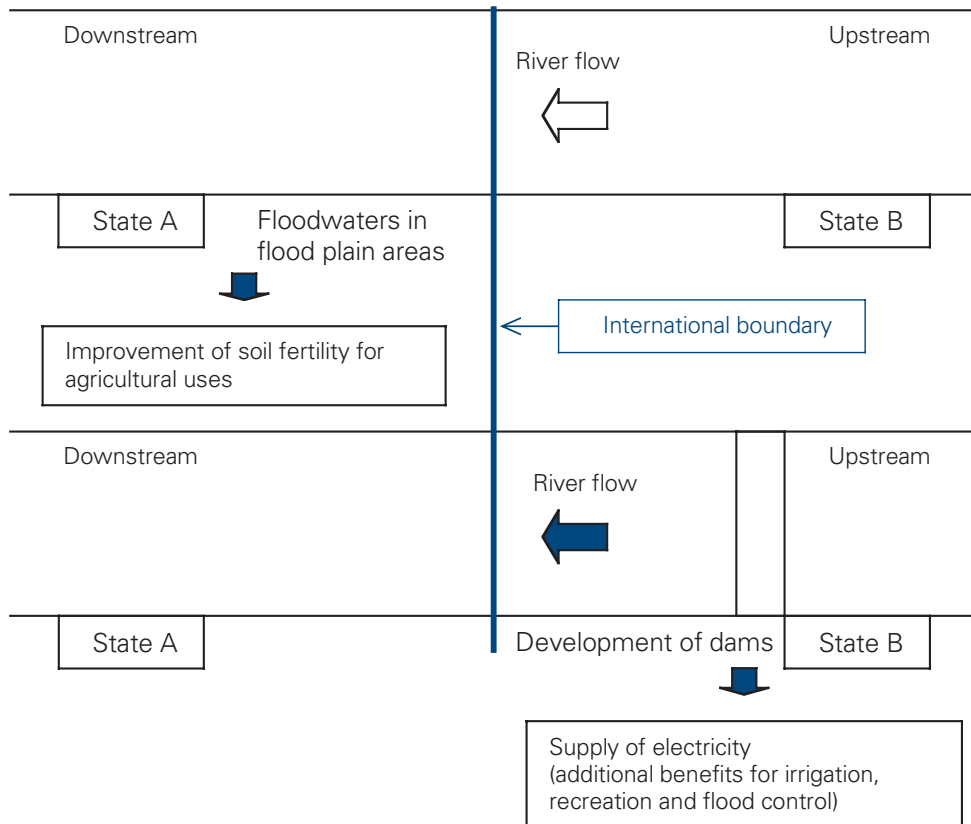 Downstream
Upstream
River flow
State A
Floodwaters in
flood plain areas
State B
International boundary
Improvement of soil fertility for
agricultural uses
Downstream
Upstream
River flow
State A
Development of dams
State B
Supply of electricity
(additional benefits for irrigation,
recreation and flood control)